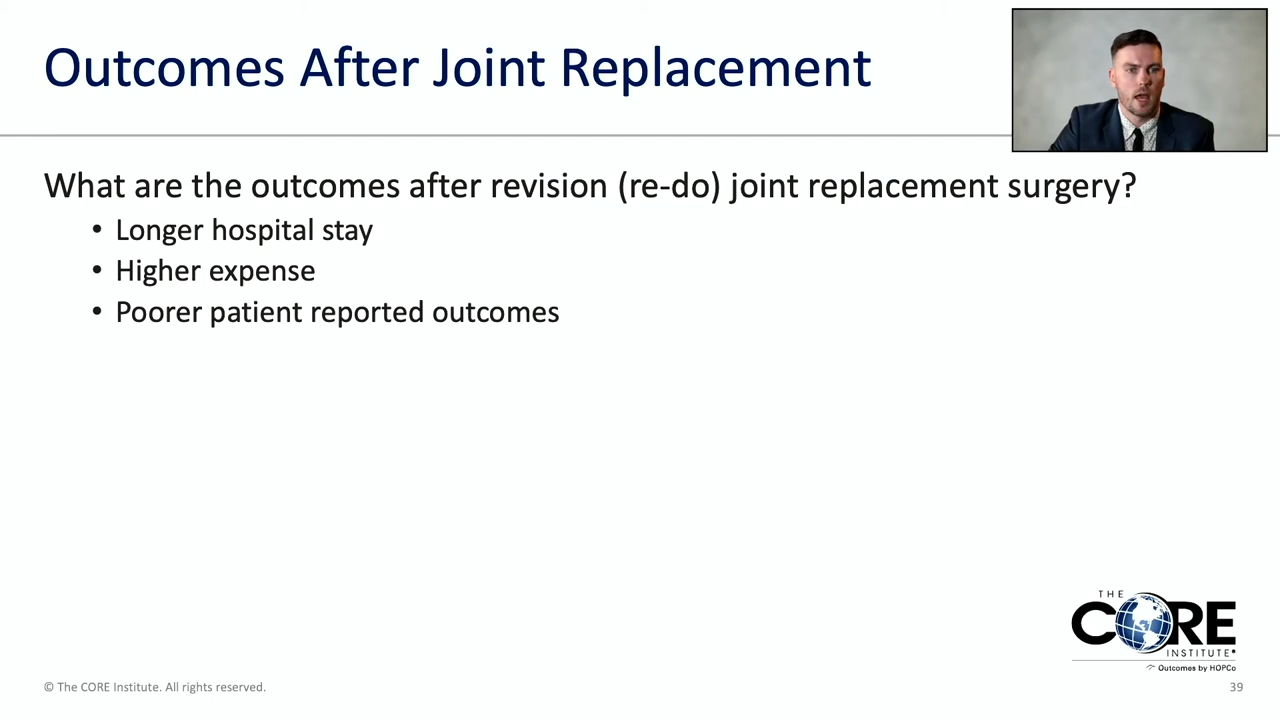 Outcomes After Joint Replacement
What are the outcomes after revision (re-do) joint replacement surgery?
• Longer hospital stay
• Higher expense
• Poorer patient reported outcomes
THE
CORE
INSTITUTE
Outcomes by HOPCo
© The CORE Institute. All rights reserved.
39